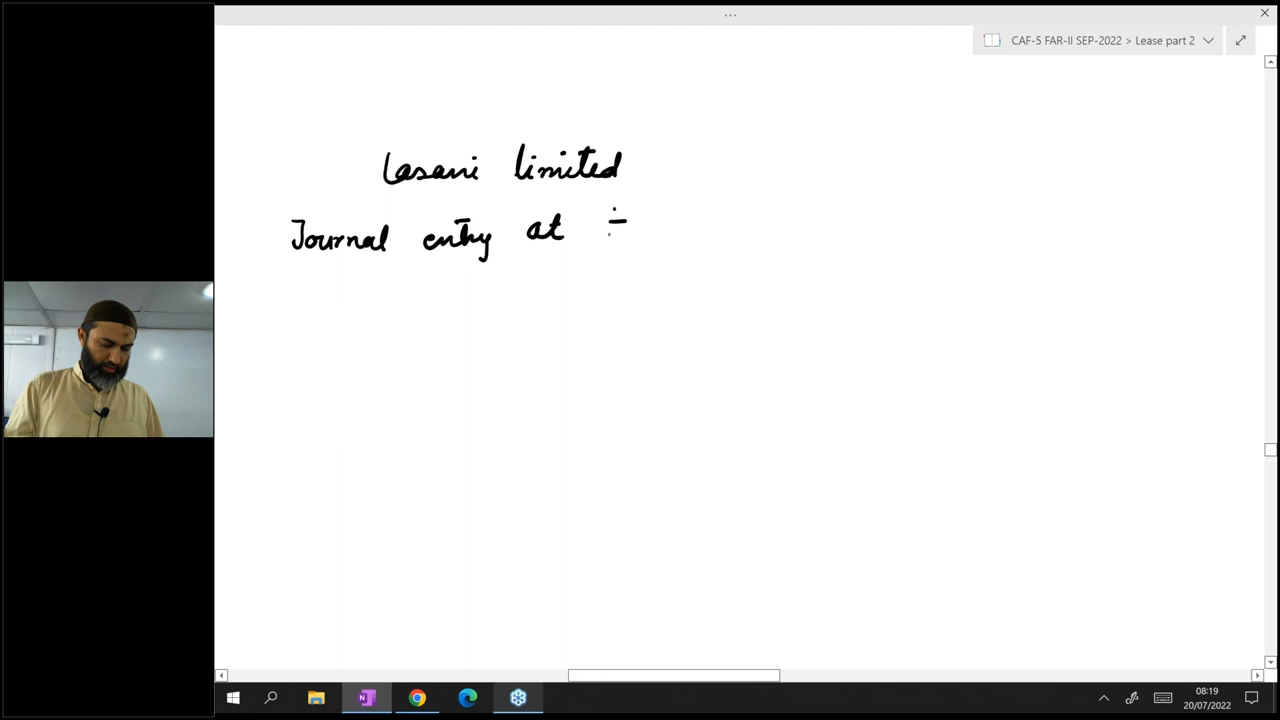 CAF-5 FAR-II SEP-2022 > Lease part 2
Lasani limited
Journal entry at
08:19
20/07/2022